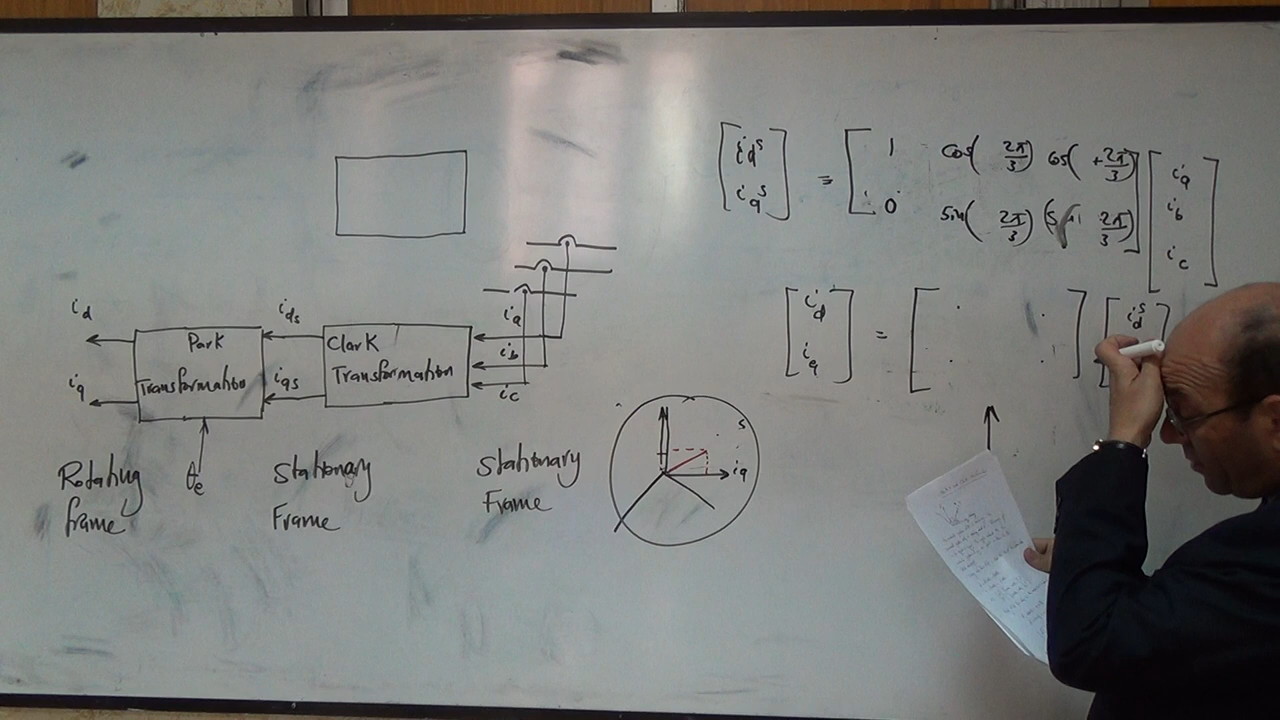 [i_d^s] = [1 cos( 2π/3) cos( +2π/3)] [i_a]
[i_q^s] [0 sin( 2π/3) ( 2π/3)] [i_b]
[i_c]
[i_d] = [ ] [i_d^s]
[i_q]
i_d
Park
Transformation
i_q
θ_e
i_ds
i_qs
Clark
Transformation
i_a
i_b
i_c
Rotating
frame
Stationary
Frame
Stationary
Frame
s
i_q